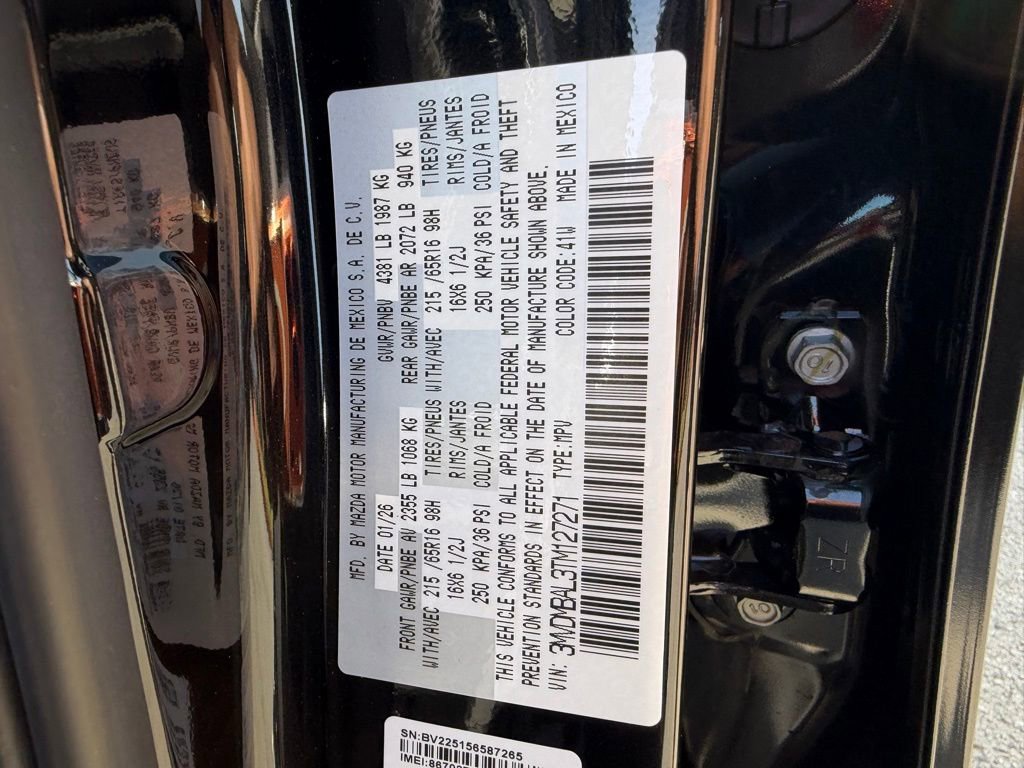 MFD. BY MAZDA MOTOR MANUFACTURING DE MEXICO S.A. DE C.V.
DATE 01/26 GVWR/PNBV 4381 LB 1987 KG
FRONT GAWR/PNBE AV 2355 LB 1068 KG REAR GAWR/PNBE AR 2072 LB 940 KG
WITH/AVEC 215 /65R16 98H TIRES/PNEUS WITH/AVEC 215 /65R16 98H TIRES/PNEUS
16X6 1/2J RIMS/JANTES 16X6 1/2J RIMS/JANTES
250 KPA/36 PSI COLD/A FROID 250 KPA/36 PSI COLD/A FROID
THIS VEHICLE CONFORMS TO ALL APPLICABLE FEDERAL MOTOR VEHICLE SAFETY AND THEFT
PREVENTION STANDARDS IN EFFECT ON THE DATE OF MANUFACTURE SHOWN ABOVE.
VIN: 3MVDMBAL3TM127271 TYPE:MPV COLOR CODE:41W MADE IN MEXICO
SN:BV225156587265
IMEI:
ZF